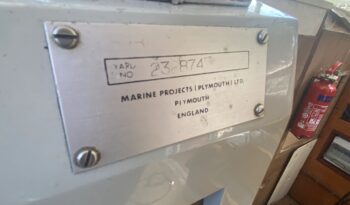 YARD NO 23-874
MARINE PROJECTS (PLYMOUTH) LTD.
PLYMOUTH
ENGLAND